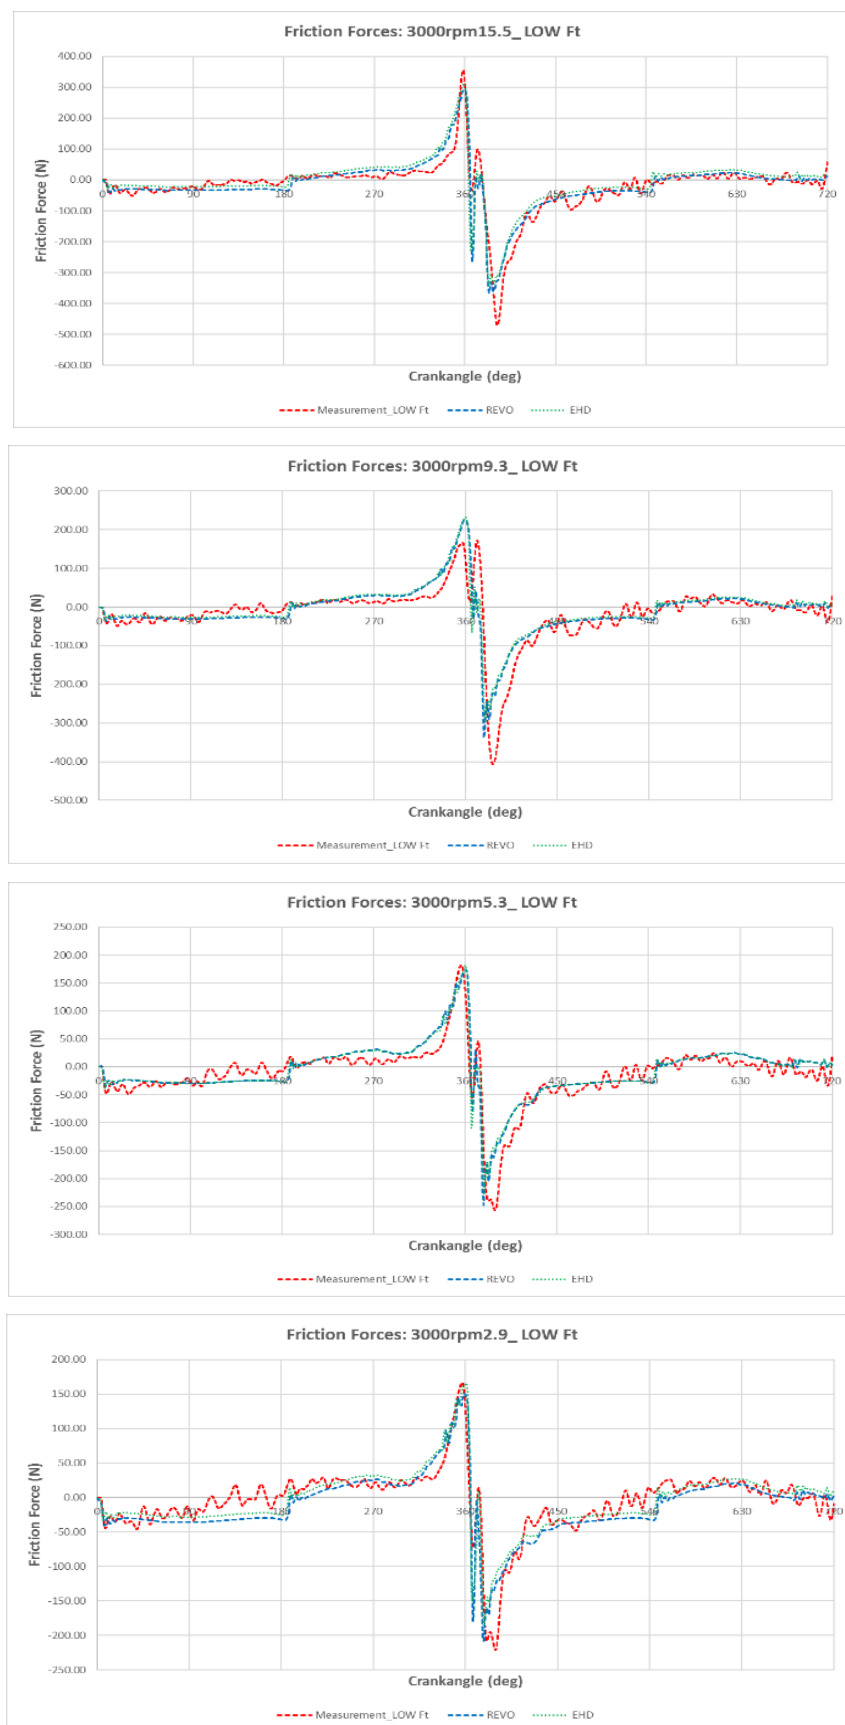 Friction Forces: 3000rpm15.5_ LOW Ft
Friction Force (N)
400.00
300.00
200.00
100.00
0.00
-100.00
-200.00
-300.00
-400.00
-500.00
-600.00
0 90 180 270 360 450 540 630 720
Crankangle (deg)
Measurement_LOW Ft REVO EHD
Friction Forces: 3000rpm9.3_ LOW Ft
Friction Force (N)
300.00
200.00
100.00
0.00
-100.00
-200.00
-300.00
-400.00
-500.00
0 90 180 270 360 450 540 630 720
Crankangle (deg)
Measurement_LOW Ft REVO EHD
Friction Forces: 3000rpm5.3_ LOW Ft
Friction Force (N)
250.00
200.00
150.00
100.00
50.00
0.00
-50.00
-100.00
-150.00
-200.00
-250.00
-300.00
0 90 180 270 360 450 540 630 720
Crankangle (deg)
Measurement_LOW Ft REVO EHD
Friction Forces: 3000rpm2.9_ LOW Ft
Friction Force (N)
200.00
150.00
100.00
50.00
0.00
-50.00
-100.00
-150.00
-200.00
-250.00
0 90 180 270 360 450 540 630 720
Crankangle (deg)
Measurement_LOW Ft REVO EHD